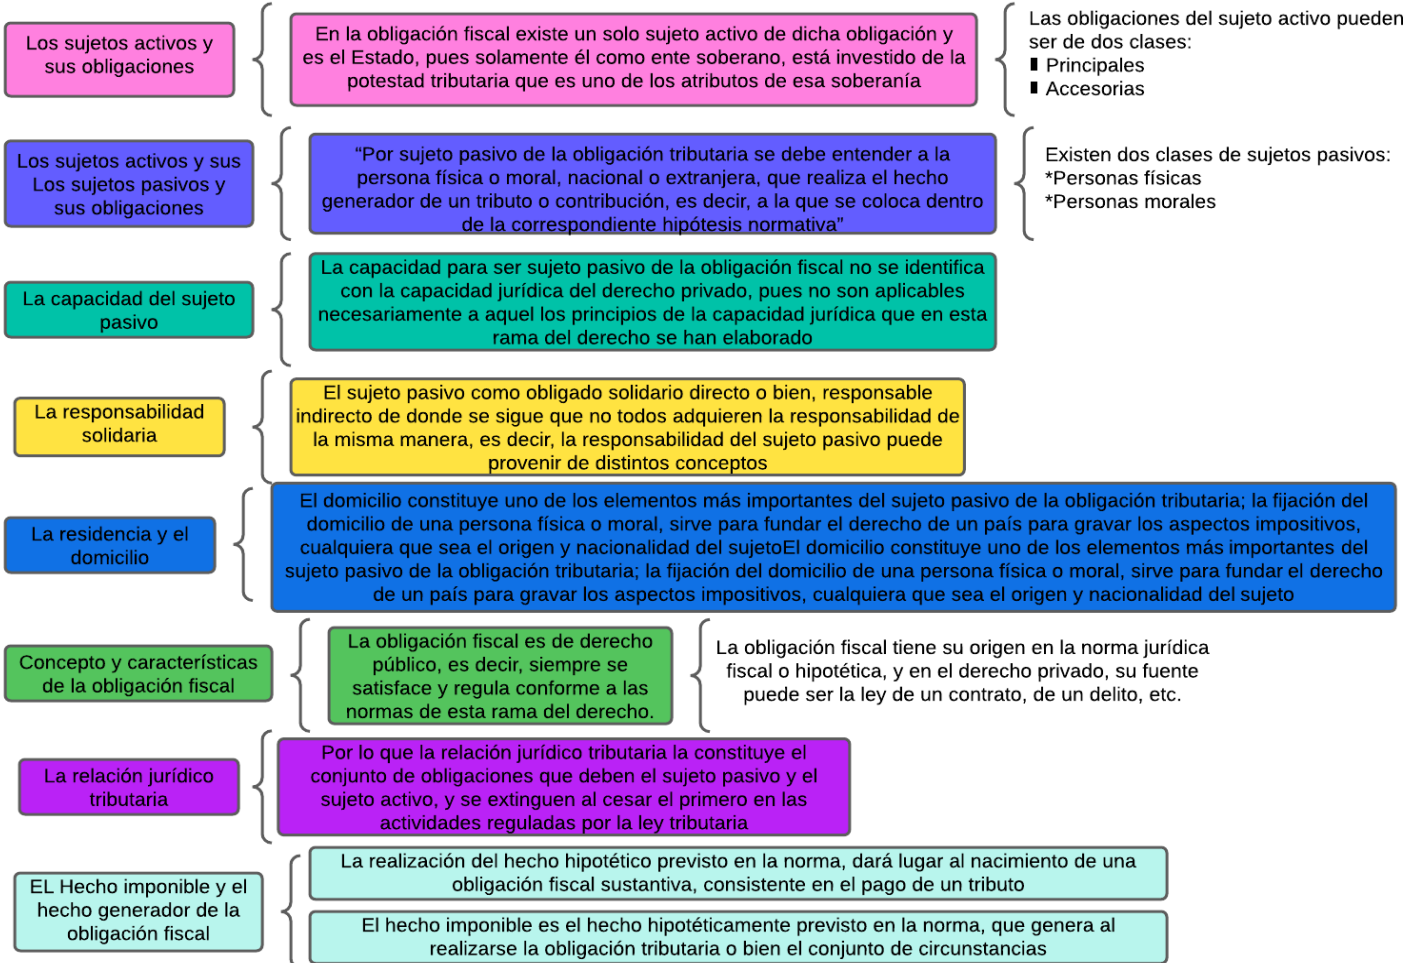 Los sujetos activos y
sus obligaciones
En la obligación fiscal existe un solo sujeto activo de dicha obligación y
es el Estado, pues solamente él como ente soberano, está investido de la
potestad tributaria que es uno de los atributos de esa soberanía
Las obligaciones del sujeto activo pueden
ser de dos clases:
▮ Principales
▮ Accesorias
Los sujetos activos y sus
Los sujetos pasivos y
sus obligaciones
“Por sujeto pasivo de la obligación tributaria se debe entender a la
persona física o moral, nacional o extranjera, que realiza el hecho
generador de un tributo o contribución, es decir, a la que se coloca dentro
de la correspondiente hipótesis normativa”
Existen dos clases de sujetos pasivos:
*Personas físicas
*Personas morales
La capacidad del sujeto
pasivo
La capacidad para ser sujeto pasivo de la obligación fiscal no se identifica
con la capacidad jurídica del derecho privado, pues no son aplicables
necesariamente a aquel los principios de la capacidad jurídica que en esta
rama del derecho se han elaborado
La responsabilidad
solidaria
El sujeto pasivo como obligado solidario directo o bien, responsable
indirecto de donde se sigue que no todos adquieren la responsabilidad de
la misma manera, es decir, la responsabilidad del sujeto pasivo puede
provenir de distintos conceptos
La residencia y el
domicilio
El domicilio constituye uno de los elementos más importantes del sujeto pasivo de la obligación tributaria; la fijación del
domicilio de una persona física o moral, sirve para fundar el derecho de un país para gravar los aspectos impositivos,
cualquiera que sea el origen y nacionalidad del sujetoEl domicilio constituye uno de los elementos más importantes del
sujeto pasivo de la obligación tributaria; la fijación del domicilio de una persona física o moral, sirve para fundar el derecho
de un país para gravar los aspectos impositivos, cualquiera que sea el origen y nacionalidad del sujeto
Concepto y características
de la obligación fiscal
La obligación fiscal es de derecho
público, es decir, siempre se
satisface y regula conforme a las
normas de esta rama del derecho.
La obligación fiscal tiene su origen en la norma jurídica
fiscal o hipotética, y en el derecho privado, su fuente
puede ser la ley de un contrato, de un delito, etc.
La relación jurídico
tributaria
Por lo que la relación jurídico tributaria la constituye el
conjunto de obligaciones que deben el sujeto pasivo y el
sujeto activo, y se extinguen al cesar el primero en las
actividades reguladas por la ley tributaria
EL Hecho imponible y el
hecho generador de la
obligación fiscal
La realización del hecho hipotético previsto en la norma, dará lugar al nacimiento de una
obligación fiscal sustantiva, consistente en el pago de un tributo
El hecho imponible es el hecho hipotéticamente previsto en la norma, que genera al
realizarse la obligación tributaria o bien el conjunto de circunstancias